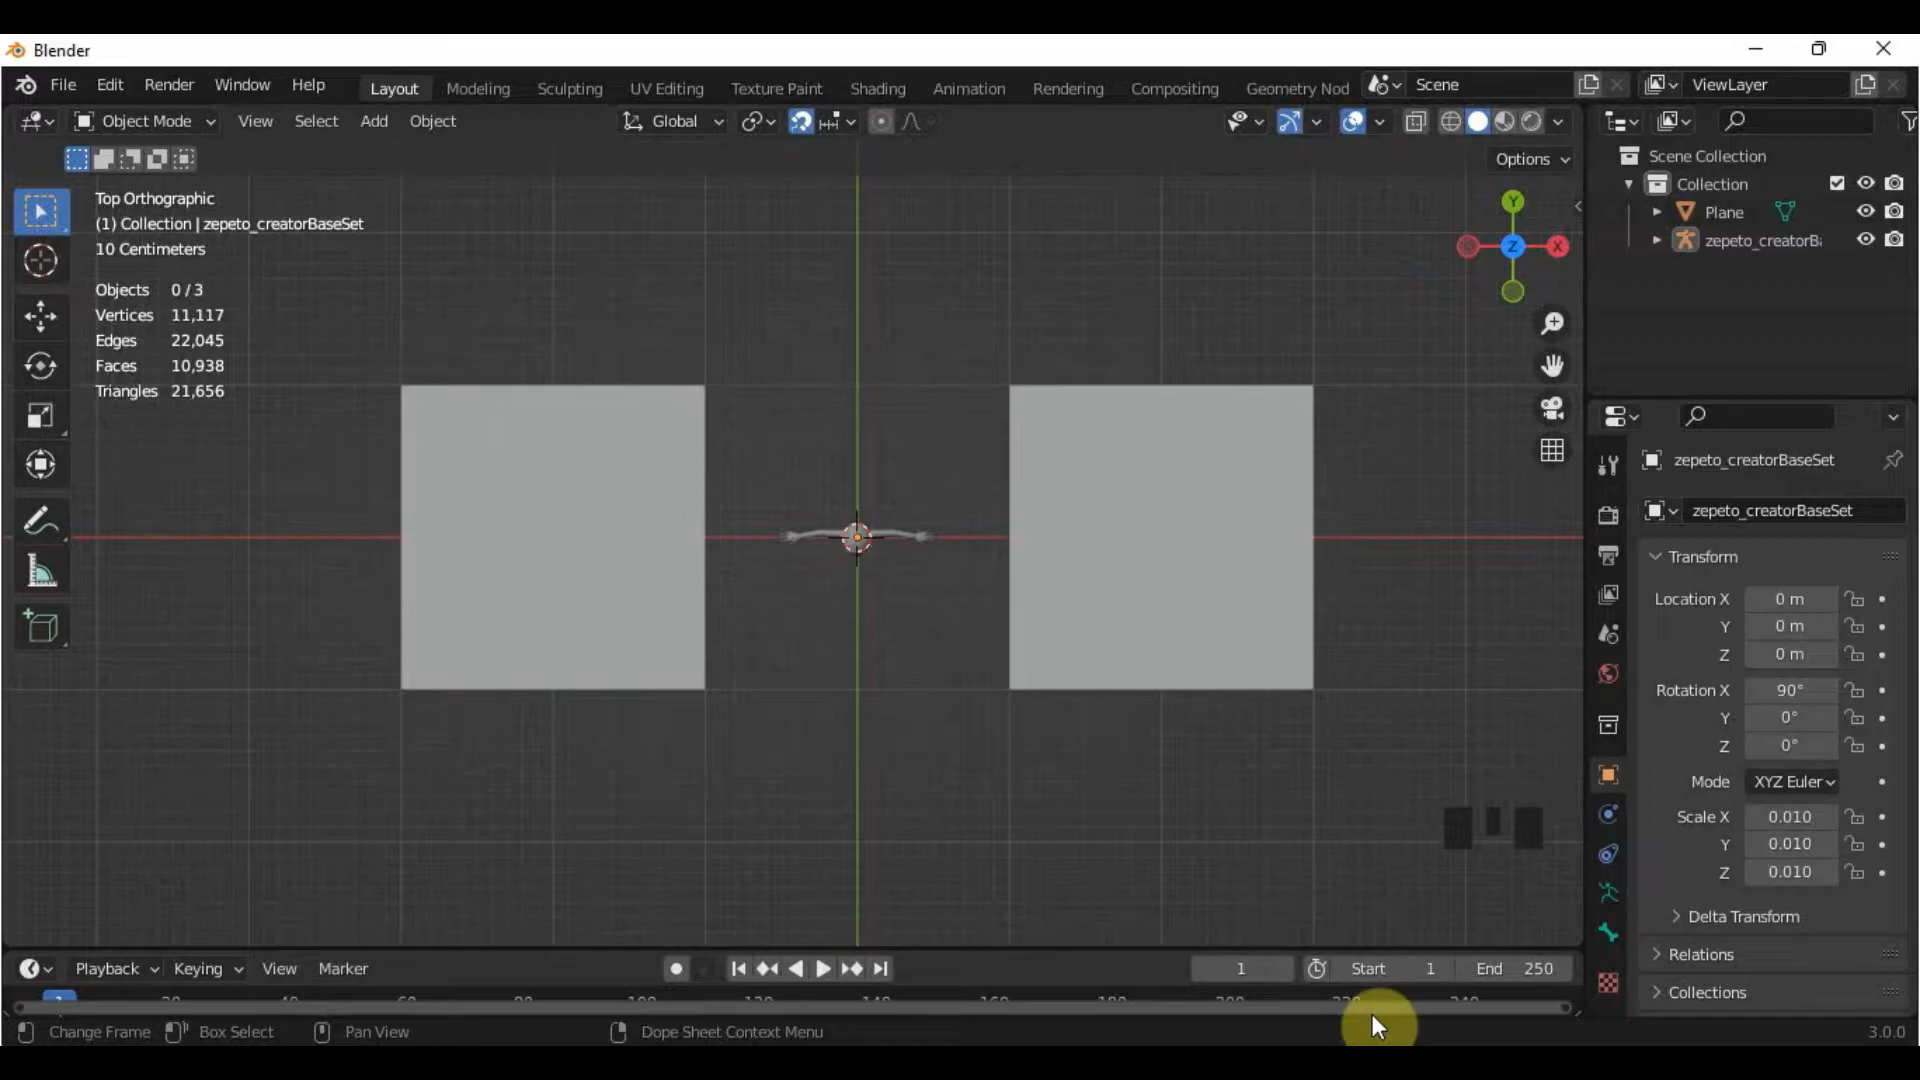 Blender
File Edit Render Window Help Layout Modeling Sculpting UV Editing Texture Paint Shading Animation Rendering Compositing Geometry Nod Scene ViewLayer
Object Mode View Select Add Object Global
Options
Top Orthographic
(1) Collection | zepeto_creatorBaseSet
10 Centimeters
Objects 0 / 3
Vertices 11,117
Edges 22,045
Faces 10,938
Triangles 21,656
Y
Z X
Scene Collection
Collection
Plane
zepeto_creatorB
zepeto_creatorBaseSet
zepeto_creatorBaseSet
Transform
Location X 0 m
Y 0 m
Z 0 m
Rotation X 90°
Y 0°
Z 0°
Mode XYZ Euler
Scale X 0.010
Y 0.010
Z 0.010
Delta Transform
Relations
Collections
Playback Keying View Marker 1 Start 1 End 250
Change Frame Box Select Pan View Dope Sheet Context Menu 3.0.0